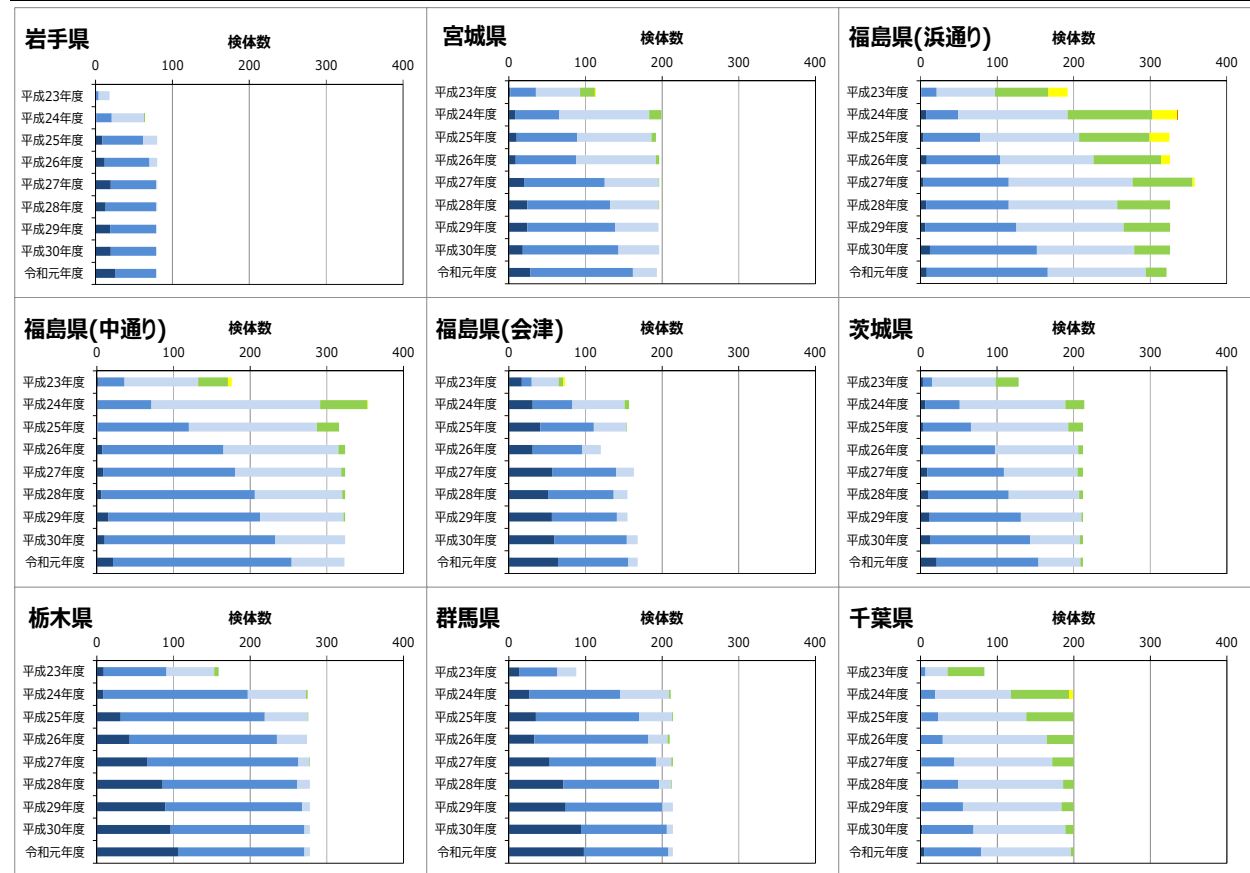 岩手県
検体数
0 100 200 300 400
平成23年度
平成24年度
平成25年度
平成26年度
平成27年度
平成28年度
平成29年度
平成30年度
令和元年度
宮城県
検体数
0 100 200 300 400
平成23年度
平成24年度
平成25年度
平成26年度
平成27年度
平成28年度
平成29年度
平成30年度
令和元年度
福島県(浜通り)
検体数
0 100 200 300 400
平成23年度
平成24年度
平成25年度
平成26年度
平成27年度
平成28年度
平成29年度
平成30年度
令和元年度
福島県(中通り)
検体数
0 100 200 300 400
平成23年度
平成24年度
平成25年度
平成26年度
平成27年度
平成28年度
平成29年度
平成30年度
令和元年度
福島県(会津)
検体数
0 100 200 300 400
平成23年度
平成24年度
平成25年度
平成26年度
平成27年度
平成28年度
平成29年度
平成30年度
令和元年度
茨城県
検体数
0 100 200 300 400
平成23年度
平成24年度
平成25年度
平成26年度
平成27年度
平成28年度
平成29年度
平成30年度
令和元年度
栃木県
検体数
0 100 200 300 400
平成23年度
平成24年度
平成25年度
平成26年度
平成27年度
平成28年度
平成29年度
平成30年度
令和元年度
群馬県
検体数
0 100 200 300 400
平成23年度
平成24年度
平成25年度
平成26年度
平成27年度
平成28年度
平成29年度
平成30年度
令和元年度
千葉県
検体数
0 100 200 300 400
平成23年度
平成24年度
平成25年度
平成26年度
平成27年度
平成28年度
平成29年度
平成30年度
令和元年度